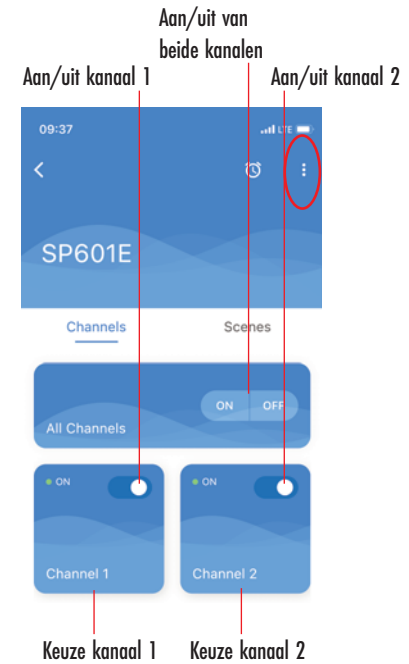 Aan/uit van
beide kanalen
Aan/uit kanaal 1
Aan/uit kanaal 2
09:37
LTE
SP601E
Channels
Scenes
ON
OFF
All Channels
ON
ON
Channel 1
Channel 2
Keuze kanaal 1
Keuze kanaal 2